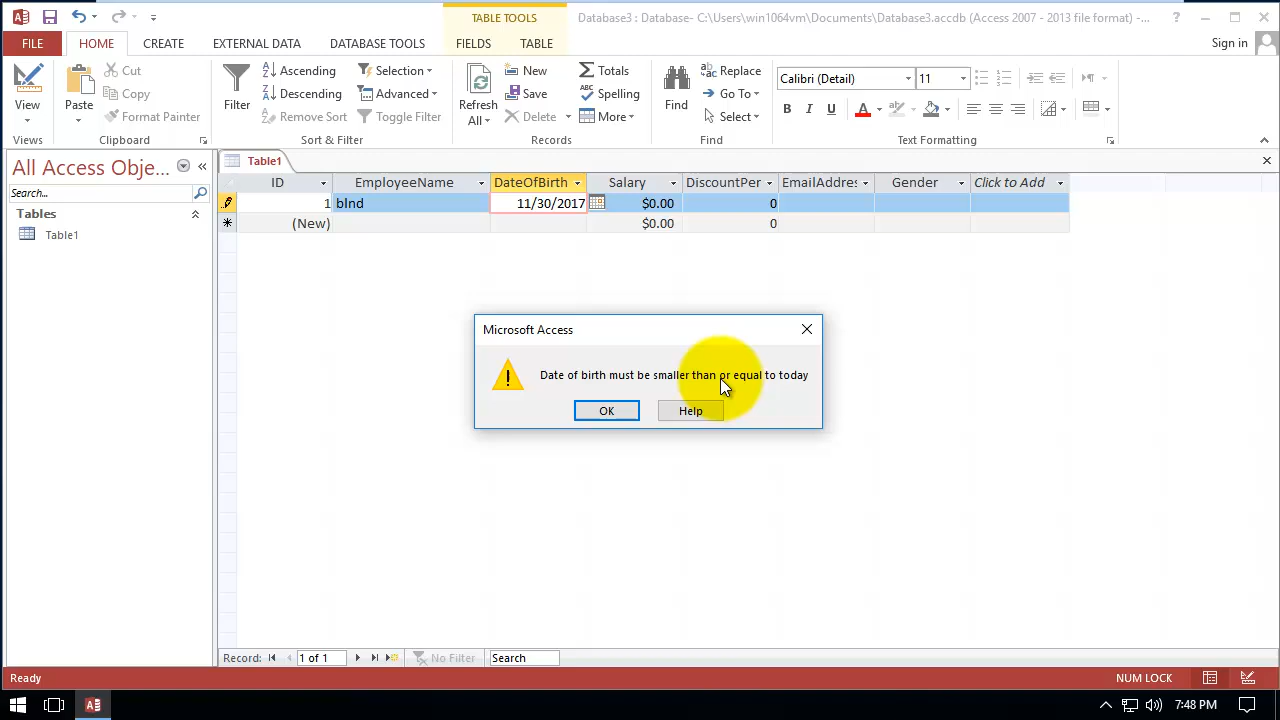 TABLE TOOLS
Database3 : Database- C:\Users\win1064vm\Documents\Database3.accdb (Access 2007 - 2013 file format) -...
?
FILE HOME CREATE EXTERNAL DATA DATABASE TOOLS FIELDS TABLE Sign in
View
Views
Paste
Cut
Copy
Format Painter
Clipboard
Filter
Ascending
Descending
Remove Sort
Selection
Advanced
Toggle Filter
Sort & Filter
Refresh
All
New
Save
Delete
Totals
Spelling
More
Records
Find
Replace
Go To
Select
Find
Calibri (Detail) 11
B I U A
Text Formatting
All Access Obje...
Search...
Tables
Table1
Table1
ID EmployeeName DateOfBirth Salary DiscountPer EmailAddres Gender Click to Add
1 blnd 11/30/2017 $0.00 0
(New) $0.00 0
Microsoft Access
Date of birth must be smaller than or equal to today
OK Help
Record: 1 of 1 No Filter Search
Ready NUM LOCK
7:48 PM